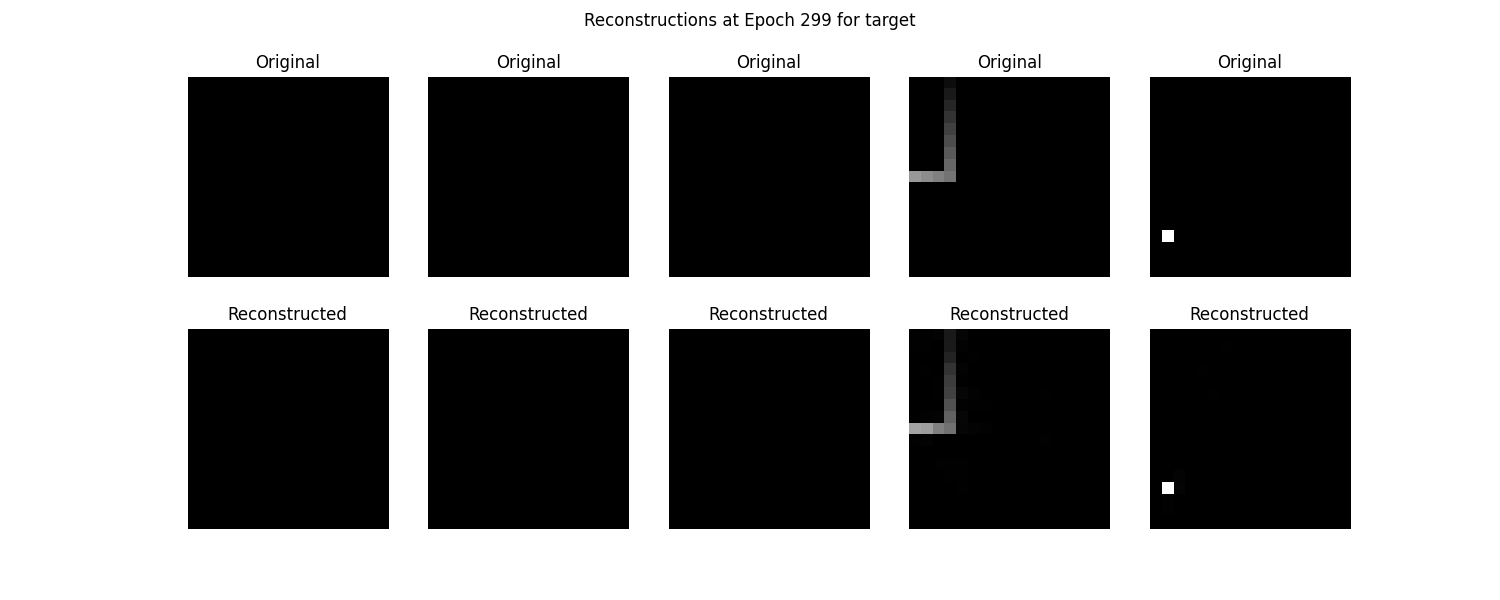 Reconstructions at Epoch 299 for target
Original Original Original Original Original
Reconstructed Reconstructed Reconstructed Reconstructed Reconstructed